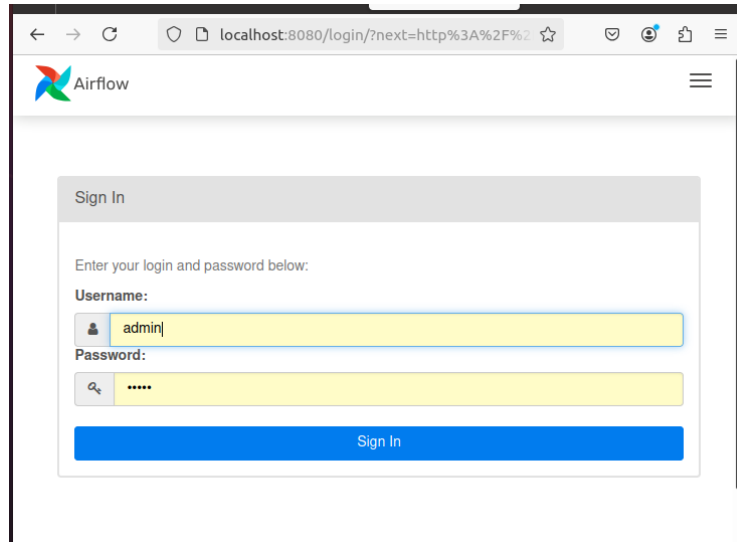 localhost:8080/login/?next=http%3A%2F%2
Airflow
Sign In
Enter your login and password below:
Username:
admin
Password:
•••••
Sign In